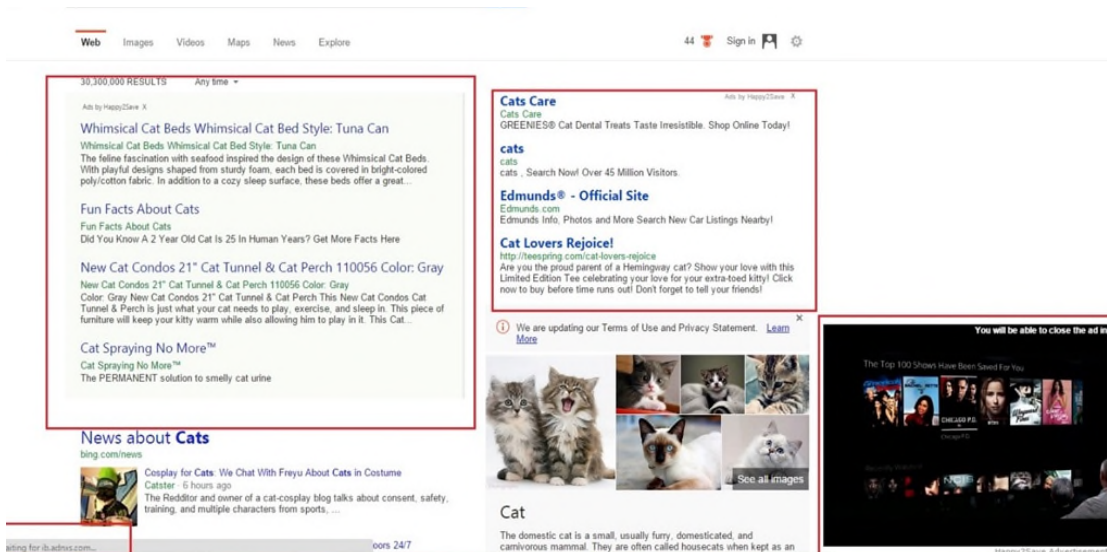 Web Images Videos Maps News Explore
44 Sign in
30,300,000 RESULTS Any time
Ads by Happy2Save X
Whimsical Cat Beds Whimsical Cat Bed Style: Tuna Can
Whimsical Cat Beds Whimsical Cat Bed Style: Tuna Can
The feline fascination with seafood inspired the design of these Whimsical Cat Beds.
With playful designs shaped from sturdy foam, each bed is covered in bright-colored
poly/cotton fabric. In addition to a cozy sleep surface, these beds offer a great...
Fun Facts About Cats
Fun Facts About Cats
Did You Know A 2 Year Old Cat Is 25 In Human Years? Get More Facts Here
New Cat Condos 21" Cat Tunnel & Cat Perch 110056 Color: Gray
New Cat Condos 21" Cat Tunnel & Cat Perch 110056 Color: Gray
Color: Gray New Cat Condos 21" Cat Tunnel & Cat Perch This New Cat Condos Cat
Tunnel & Perch is just what your cat needs to play, exercise, and sleep in. This piece of
furniture will keep your kitty warm while also allowing him to play in it. This Cat...
Cat Spraying No More™
Cat Spraying No More™
The PERMANENT solution to smelly cat urine
News about Cats
bing.com/news
Cosplay for Cats: We Chat With Freyu About Cats in Costume
Catster · 6 hours ago
The Redditor and owner of a cat-cosplay blog talks about consent, safety,
training, and multiple characters from sports, ...
oors 24/7
aiting for ib.adnxs.com...
Ads by Happy2Save X
Cats Care
Cats Care
GREENIES® Cat Dental Treats Taste Irresistible. Shop Online Today!
cats
cats
cats , Search Now! Over 45 Million Visitors.
Edmunds® - Official Site
Edmunds.com
Edmunds Info, Photos and More Search New Car Listings Nearby!
Cat Lovers Rejoice!
http://teespring.com/cat-lovers-rejoice
Are you the proud parent of a Hemingway cat? Show your love with this
Limited Edition Tee celebrating your love for your extra-toed kitty! Click
now to buy before time runs out! Don't forget to tell your friends!
We are updating our Terms of Use and Privacy Statement. Learn
More
See all images
Cat
The domestic cat is a small, usually furry, domesticated, and
carnivorous mammal. They are often called housecats when kept as an
You will be able to close the ad in
The Top 100 Shows Have Been Saved For You
CHICAGO P.D.
Chicago P.D.
Recently Watched
NCIS
Happy2Save Advertisemen